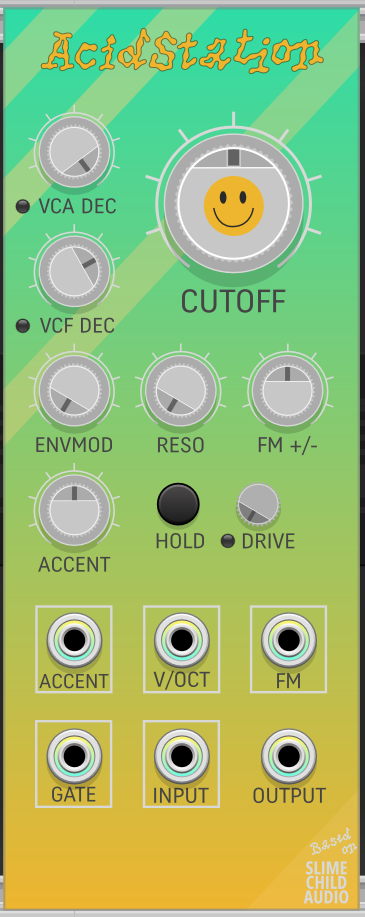 AcidStation
VCA DEC
CUTOFF
VCF DEC
ENVMOD
RESO
FM +/-
ACCENT
HOLD
DRIVE
ACCENT
V/OCT
FM
GATE
INPUT
OUTPUT
Based
on
SLIME
CHILD
AUDIO